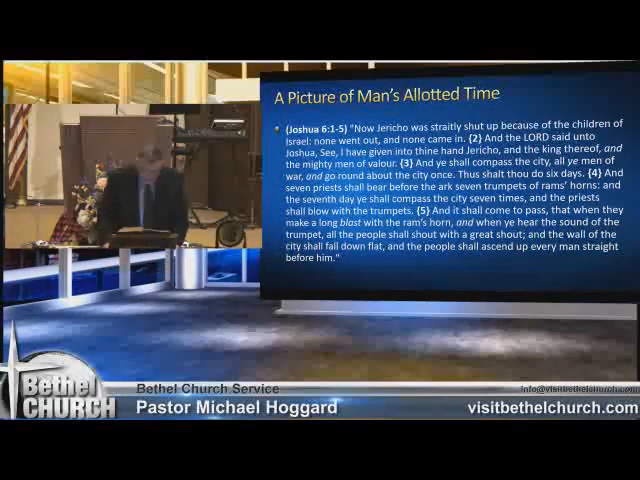 A Picture of Man's Allotted Time
(Joshua 6:1-5) "Now Jericho was straitly shut up because of the children of
Israel: none went out, and none came in. {2} And the LORD said unto
Joshua, See, I have given into thine hand Jericho, and the king thereof, and
the mighty men of valour. {3} And ye shall compass the city, all ye men of
war, and go round about the city once. Thus shalt thou do six days. {4} And
seven priests shall bear before the ark seven trumpets of rams' horns: and
the seventh day ye shall compass the city seven times, and the priests
shall blow with the trumpets. {5} And it shall come to pass, that when they
make a long blast with the ram's horn, and when ye hear the sound of the
trumpet, all the people shall shout with a great shout; and the wall of the
city shall fall down flat, and the people shall ascend up every man straight
before him."
Bethel
CHURCH
Bethel Church Service
info@visitbethelchurch.com
Pastor Michael Hoggard
visitbethelchurch.com